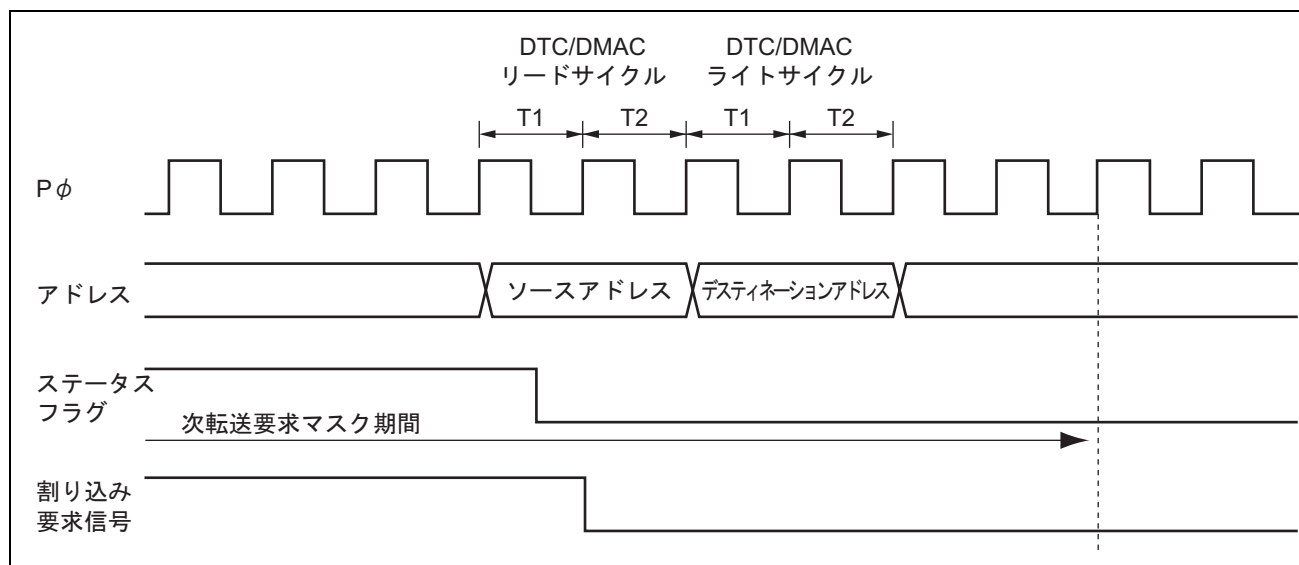 DTC/DMAC
リードサイクル
DTC/DMAC
ライトサイクル
T1
T2
T1
T2
Pφ
アドレス
ソースアドレス
デスティネーションアドレス
ステータス
フラグ
次転送要求マスク期間
割り込み
要求信号